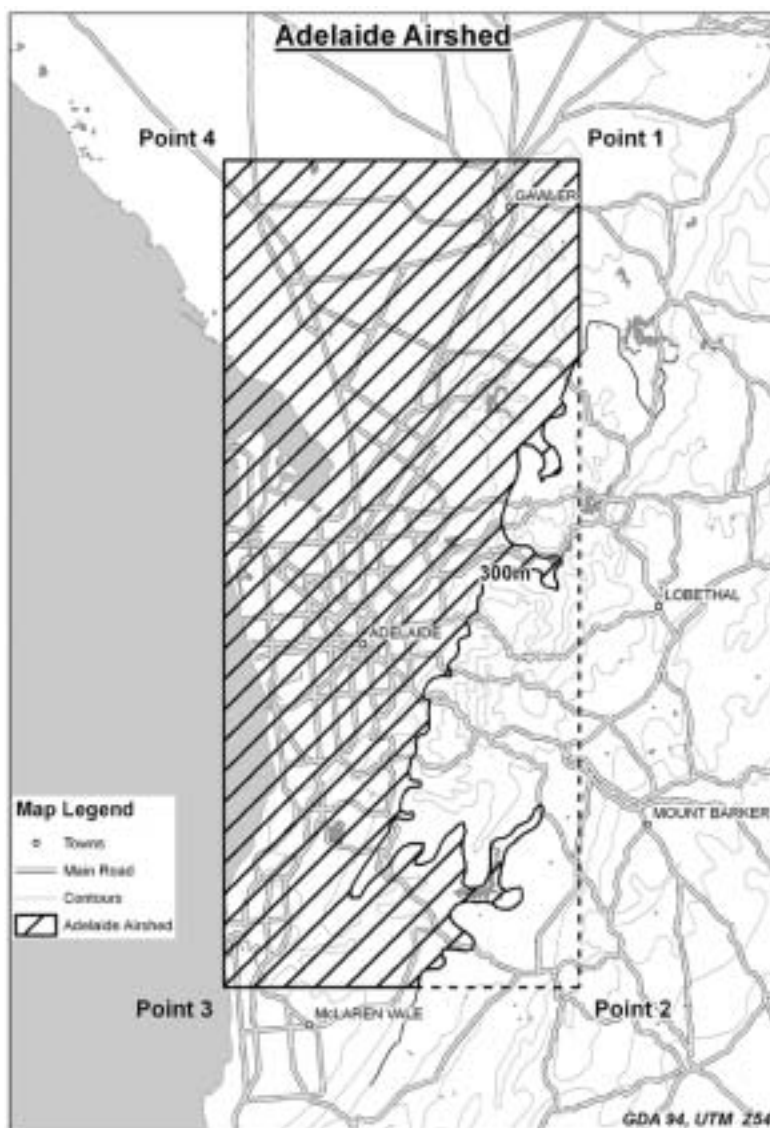 Adelaide Airshed
Point 4
Point 1
GAWLER
300m
LOBETHAL
ADELAIDE
Map Legend
Towns
Main Road
Contours
Adelaide Airshed
MOUNT BARKER
Point 3
Point 2
McLAREN VALE
GDA 94, UTM Z54